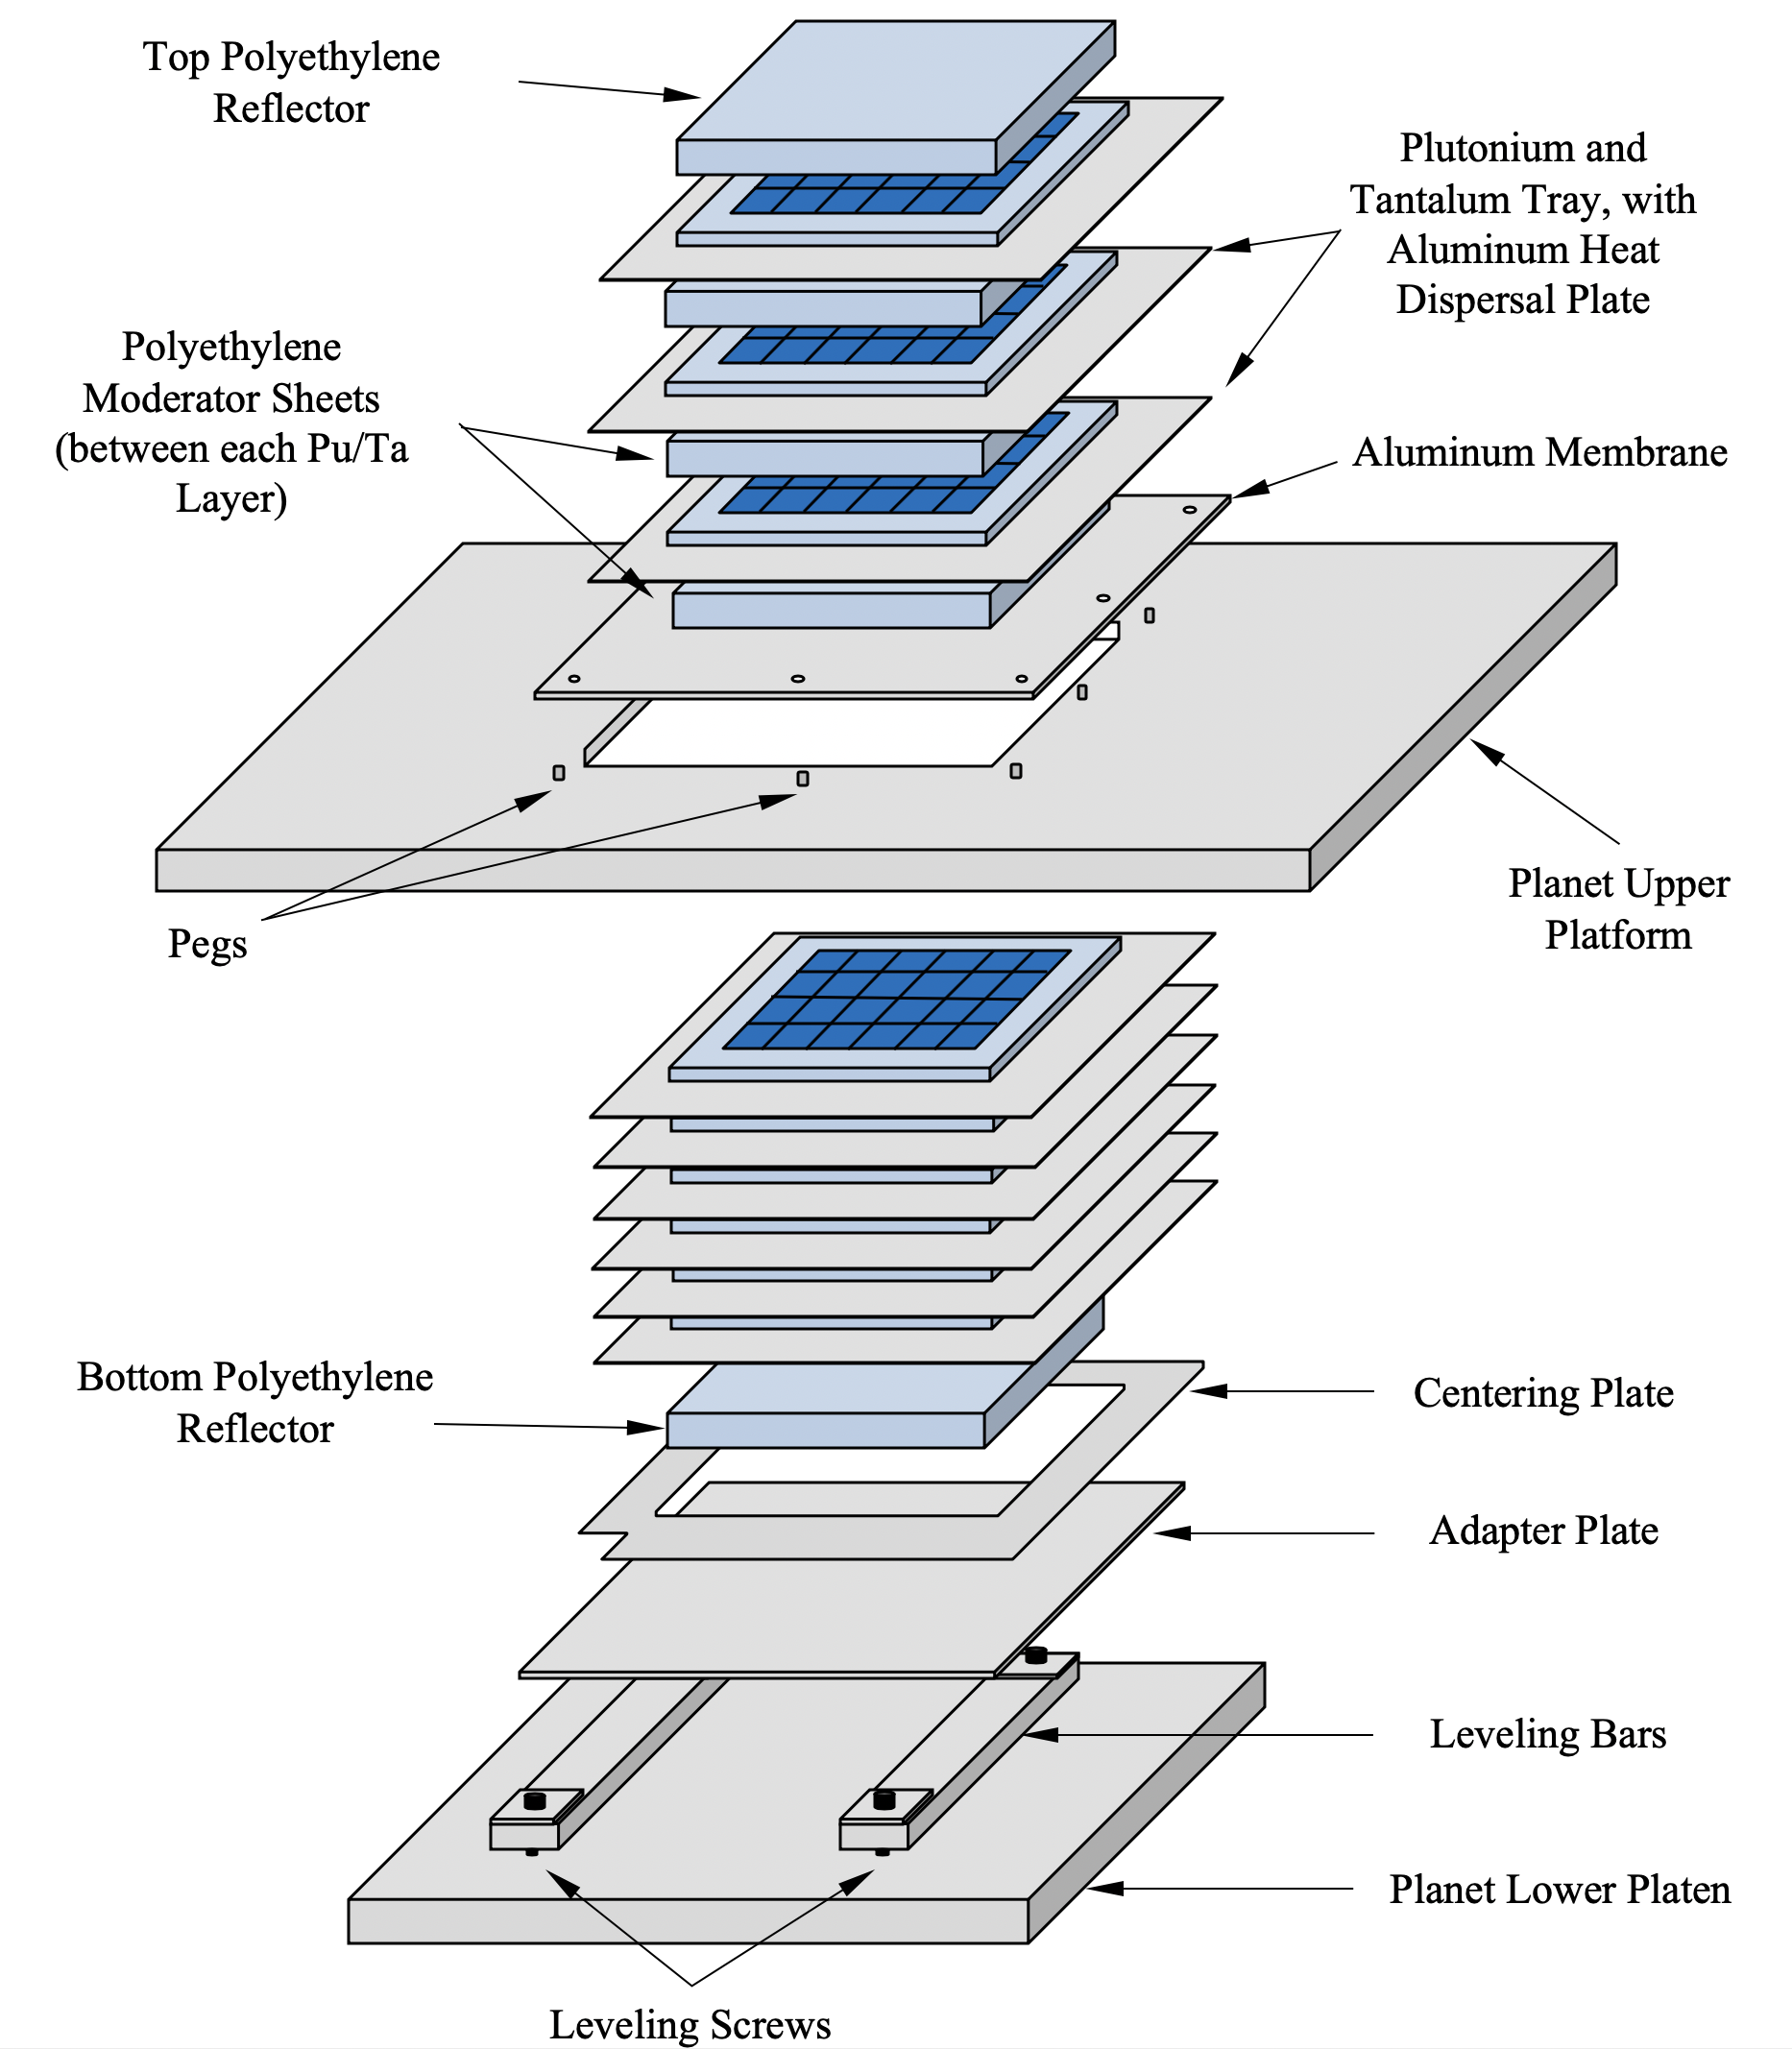 Top Polyethylene
Reflector
Plutonium and
Tantalum Tray, with
Aluminum Heat
Dispersal Plate
Polyethylene
Moderator Sheets
(between each Pu/Ta
Layer)
Aluminum Membrane
Planet Upper
Platform
Pegs
Bottom Polyethylene
Reflector
Centering Plate
Adapter Plate
Leveling Bars
Planet Lower Platen
Leveling Screws